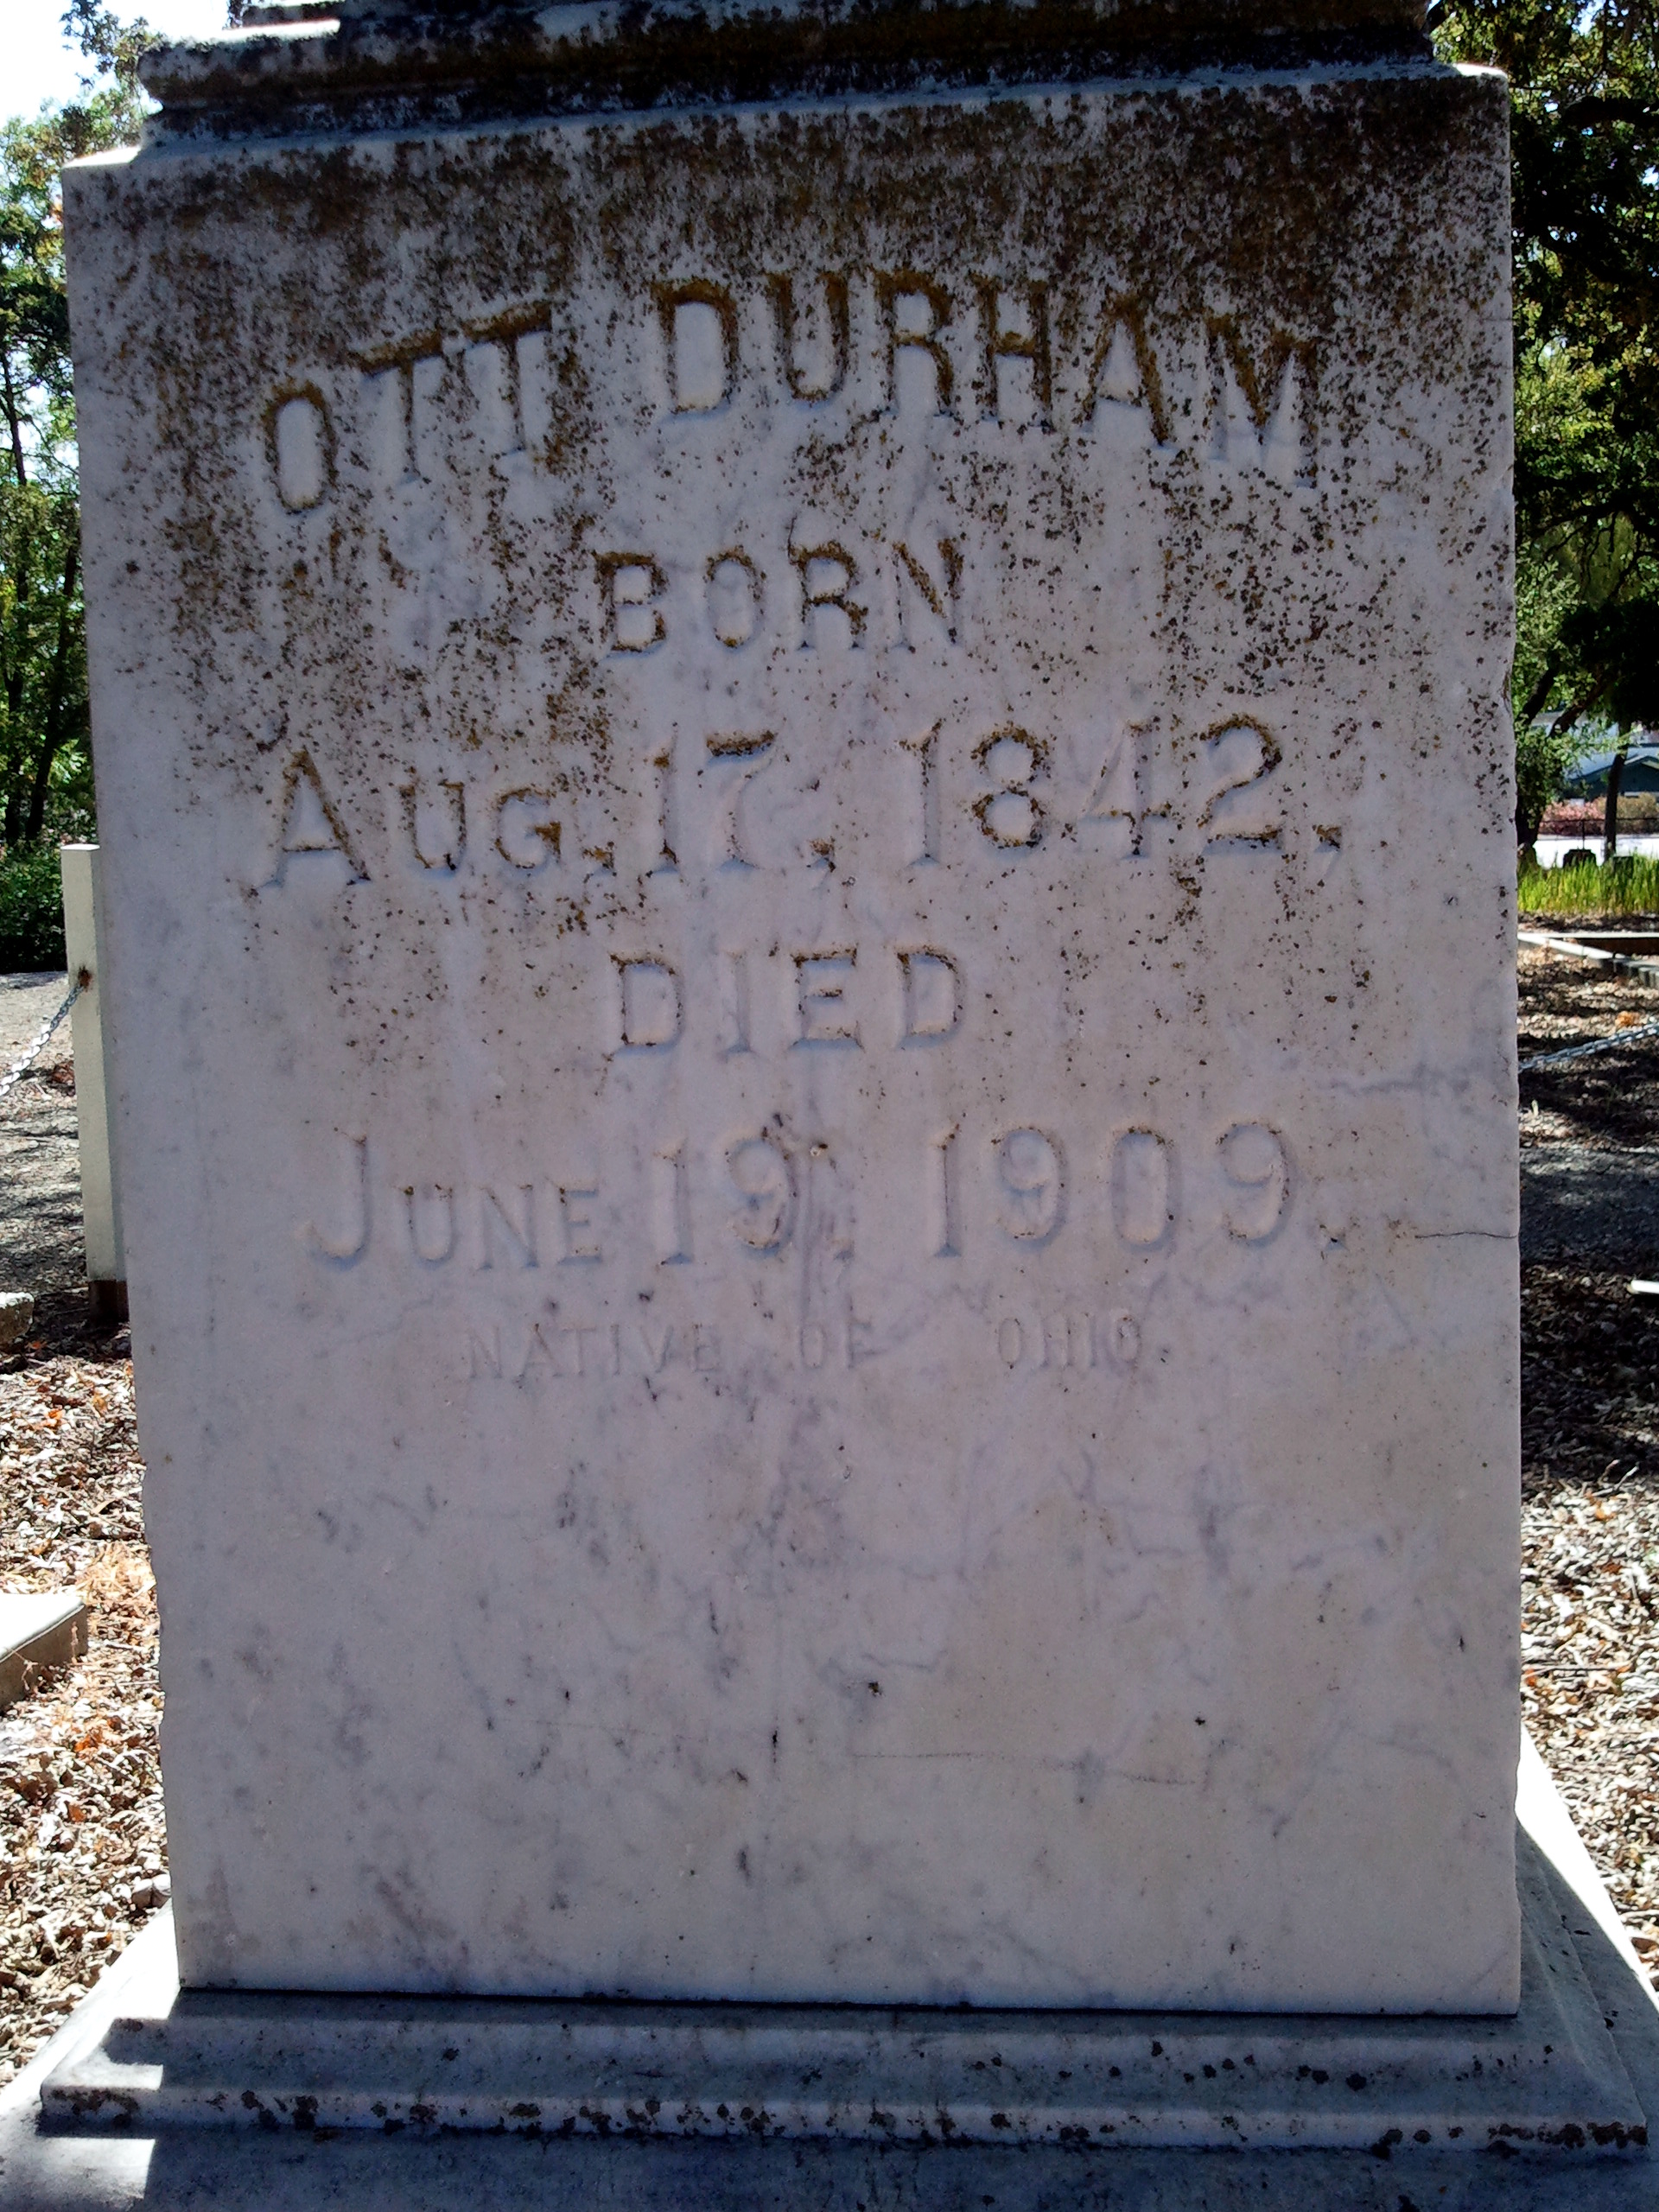 OTT DURHAM
BORN
AUG. 17, 1842,
DIED
JUNE 19, 1909.
NATIVE OF OHIO